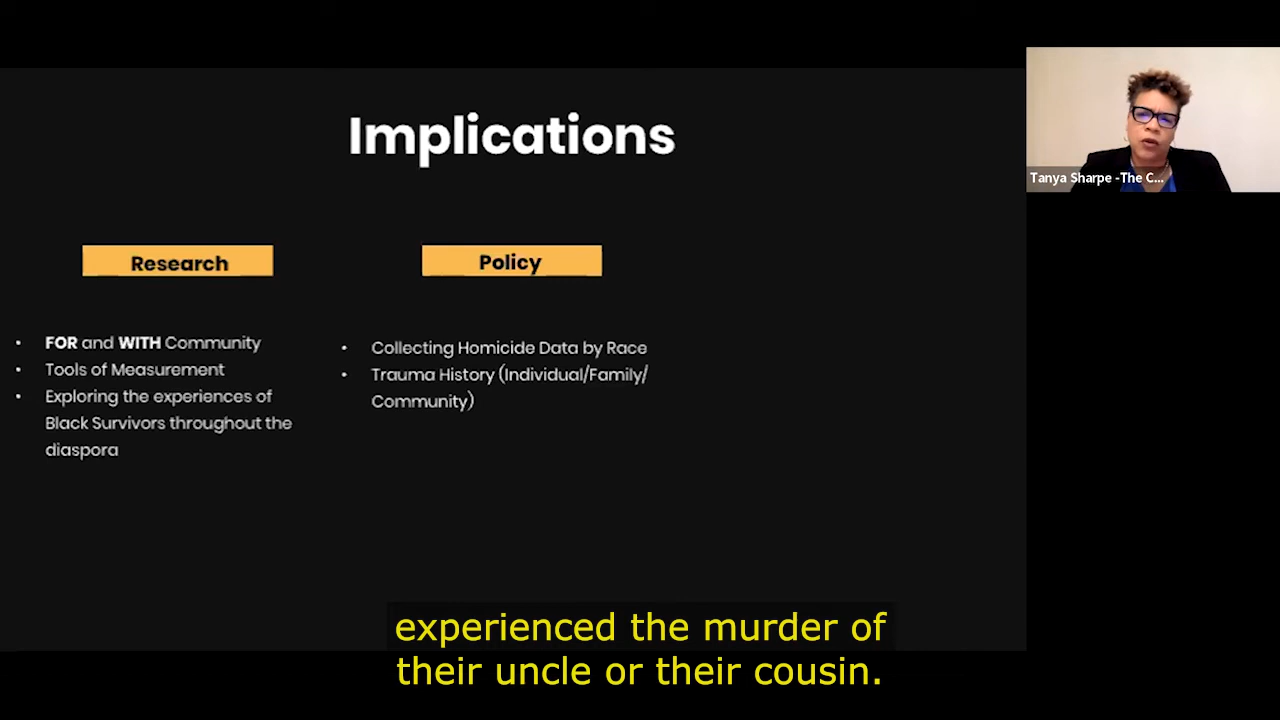 Implications
Research
Policy
• FOR and WITH Community
• Tools of Measurement
• Exploring the experiences of
Black Survivors throughout the
diaspora
• Collecting Homicide Data by Race
• Trauma History (Individual/Family/
Community)
Tanya Sharpe -The C...
experienced the murder of
their uncle or their cousin.